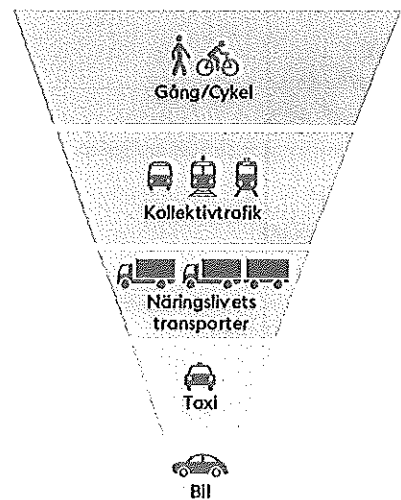 Gång/Cykel
Kollektivtrafik
Näringslivets
transporter
Taxi
Bil